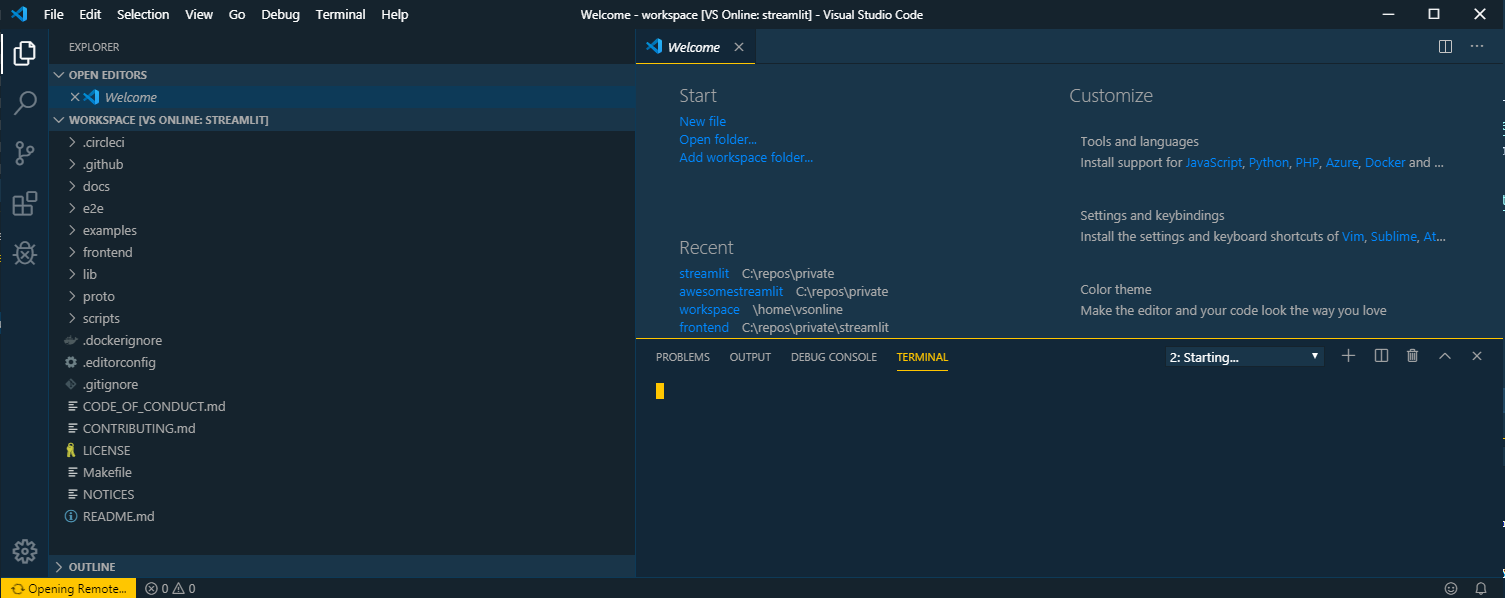 File Edit Selection View Go Debug Terminal Help
Welcome - workspace [VS Online: streamlit] - Visual Studio Code
EXPLORER
OPEN EDITORS
Welcome
WORKSPACE [VS ONLINE: STREAMLIT]
.circleci
.github
docs
e2e
examples
frontend
lib
proto
scripts
.dockerignore
.editorconfig
.gitignore
CODE_OF_CONDUCT.md
CONTRIBUTING.md
LICENSE
Makefile
NOTICES
README.md
OUTLINE
Welcome
Start
New file
Open folder...
Add workspace folder...
Recent
streamlit C:\repos\private
awesomestreamlit C:\repos\private
workspace \home\vsonline
frontend C:\repos\private\streamlit
Customize
Tools and languages
Install support for JavaScript, Python, PHP, Azure, Docker and ...
Settings and keybindings
Install the settings and keyboard shortcuts of Vim, Sublime, At...
Color theme
Make the editor and your code look the way you love
PROBLEMS OUTPUT DEBUG CONSOLE TERMINAL
2: Starting...
Opening Remote... 0 0